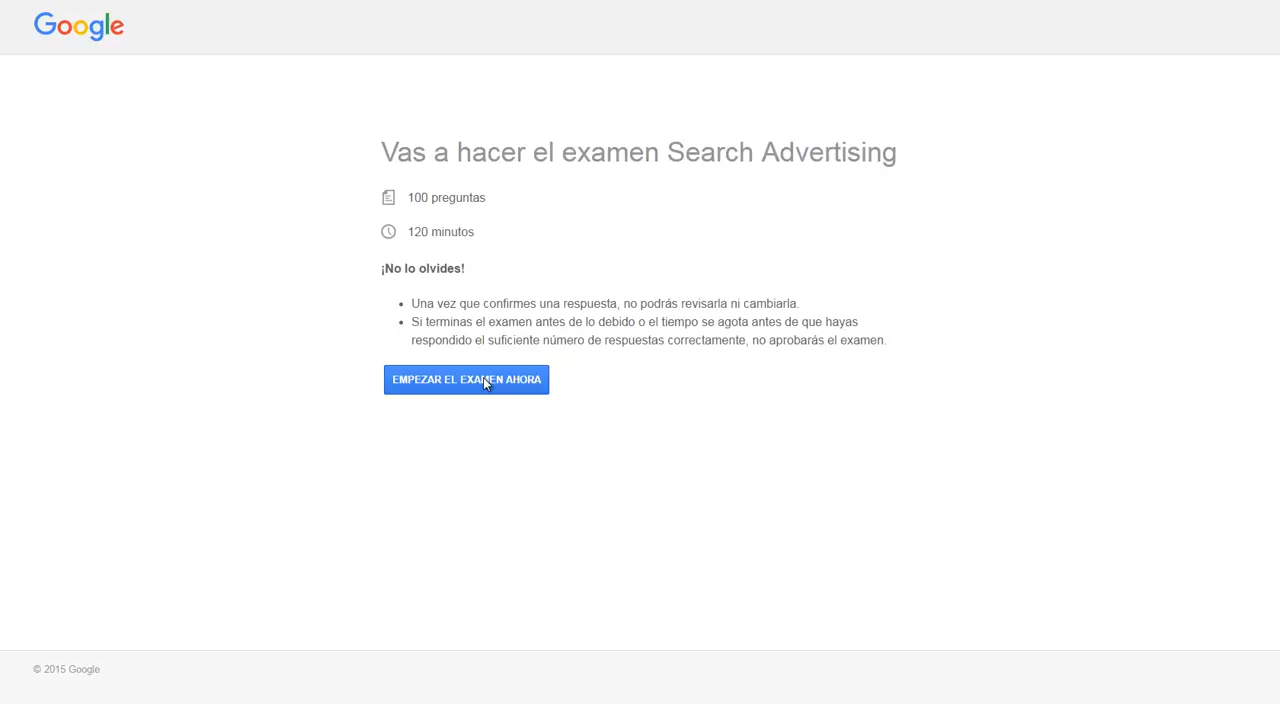 Google
Vas a hacer el examen Search Advertising
100 preguntas
120 minutos
¡No lo olvides!
• Una vez que confirmes una respuesta, no podrás revisarla ni cambiarla.
• Si terminas el examen antes de lo debido o el tiempo se agota antes de que hayas
respondido el suficiente número de respuestas correctamente, no aprobarás el examen.
EMPEZAR EL EXAMEN AHORA
© 2015 Google